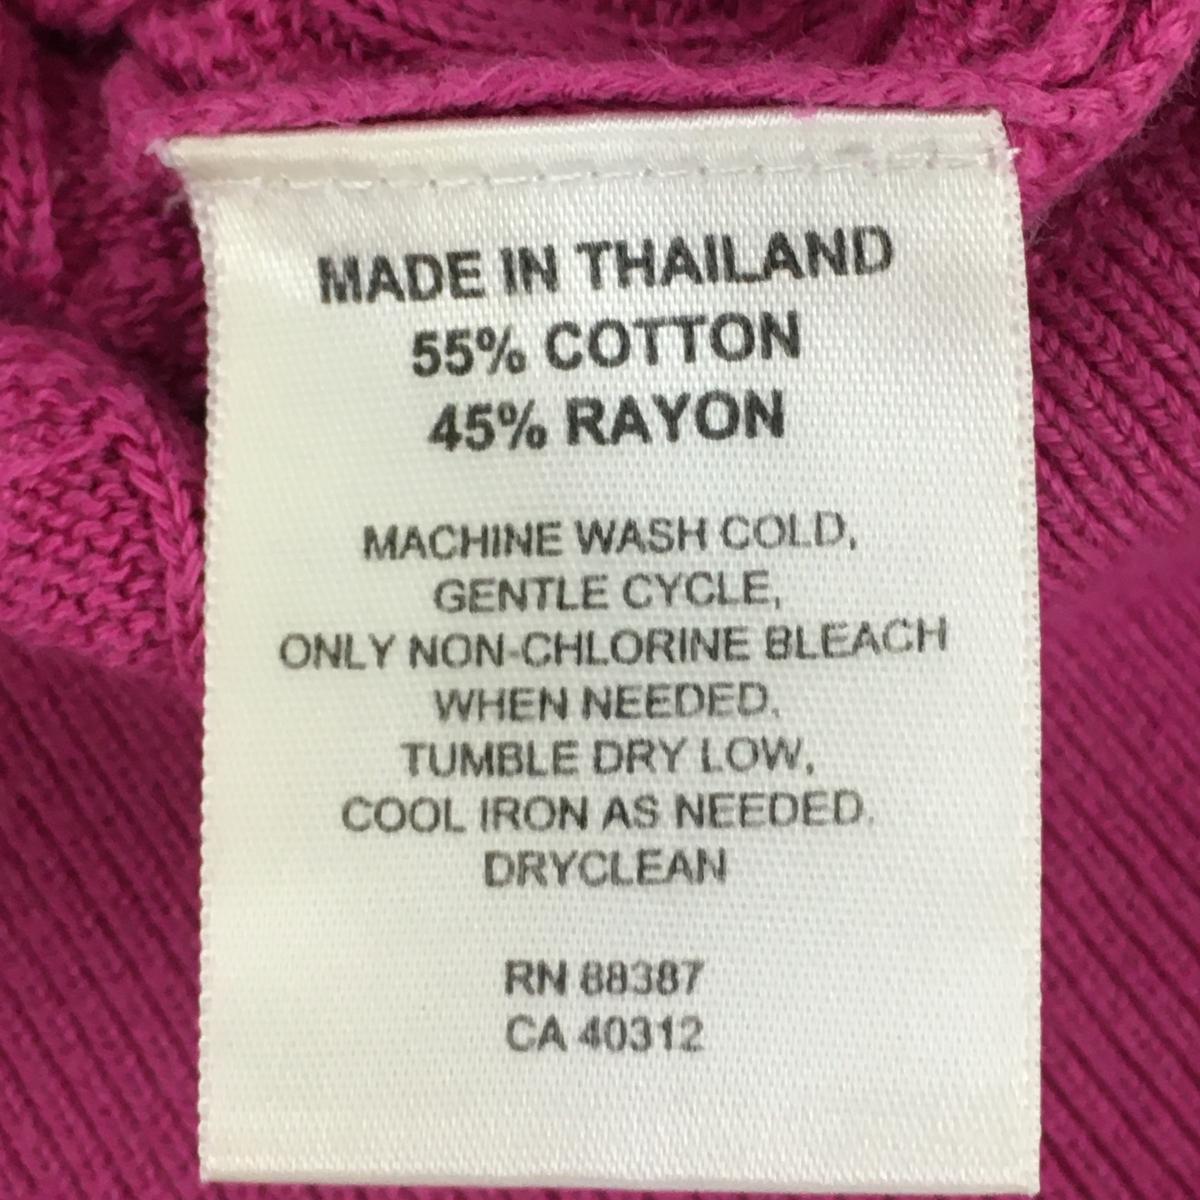 MADE IN THAILAND
55% COTTON
45% RAYON
MACHINE WASH COLD,
GENTLE CYCLE,
ONLY NON-CHLORINE BLEACH
WHEN NEEDED,
TUMBLE DRY LOW,
COOL IRON AS NEEDED.
DRYCLEAN
RN 88387
CA 40312